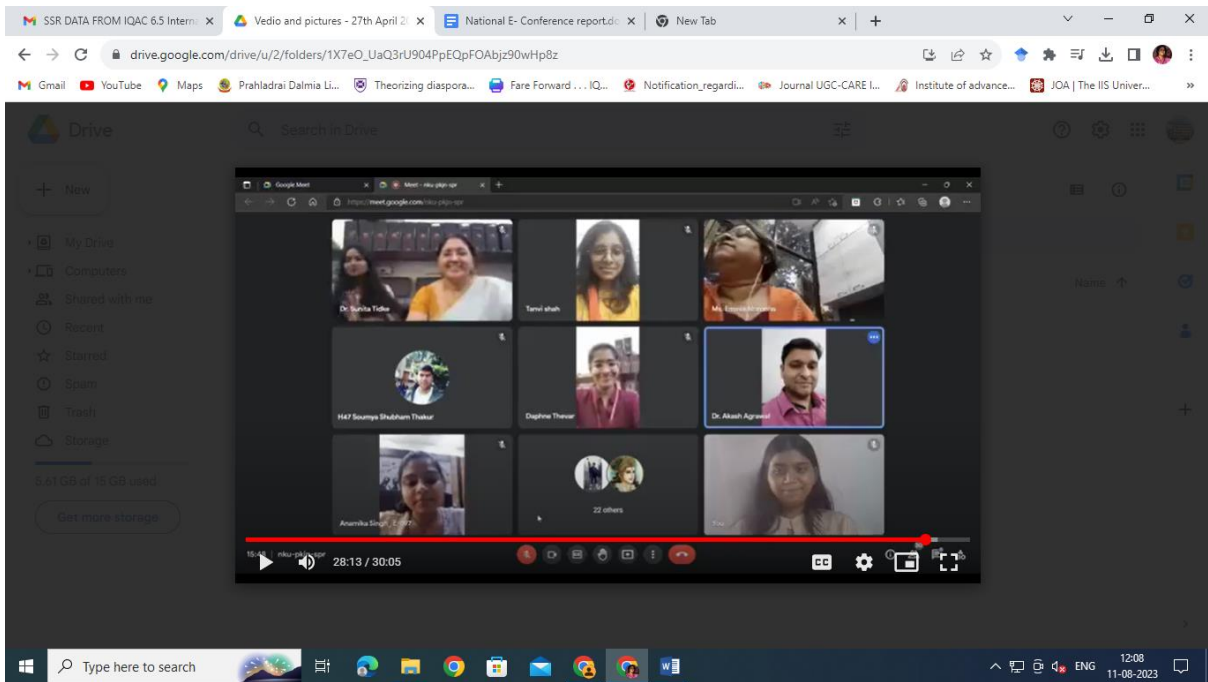 SSR DATA FROM IQAC 6.5 Intern
Vedio and pictures - 27th April 2
National E- Conference report.do
New Tab
drive.google.com/drive/u/2/folders/1X7eO_UaQ3rU904PpEQpFOAbjz90wHp8z
Gmail YouTube Maps Prahladrai Dalmia Li... Theorizing diaspora... Fare Forward . . . IQ... Notification_regardi... Journal UGC-CARE l... Institute of advance... JOA | The IIS Univer... »
Drive
Search in Drive
New
My Drive
Computers
Shared with me
Recent
Starred
Spam
Trash
Storage
5.61 GB of 15 GB used
Get more storage
Name
Google Meet
Meet - nku-pkjn-spr
https://meet.google.com/nku-pkjn-spr
Dr. Sunita Tidke
Tanvi shah
H47 Soumya Shubham Thakur
Daphne Thevar
Dr. Akash Agrawal
Anamika Singh
22 others
You
15:48 | nku-pkjn-spr
28:13 / 30:05
CC
Type here to search
ENG
12:08
11-08-2023